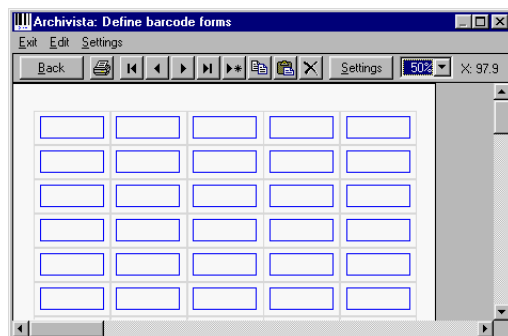 Archivista: Define barcode forms
Exit Edit Settings
Back Settings 50% X: 97.9